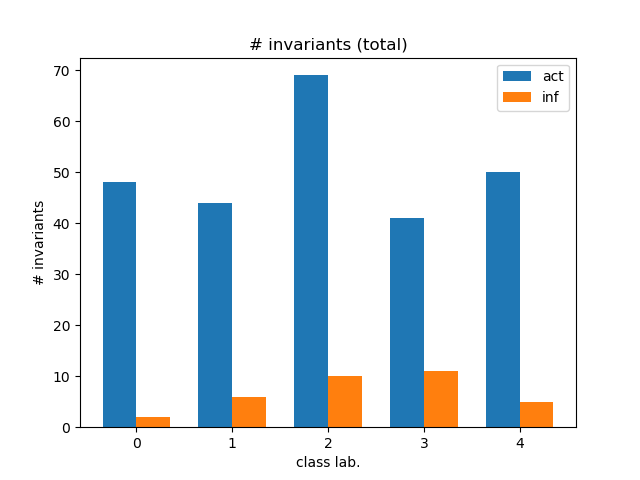 # invariants (total)
act
inf
# invariants
70
60
50
40
30
20
10
0
0 1 2 3 4
class lab.